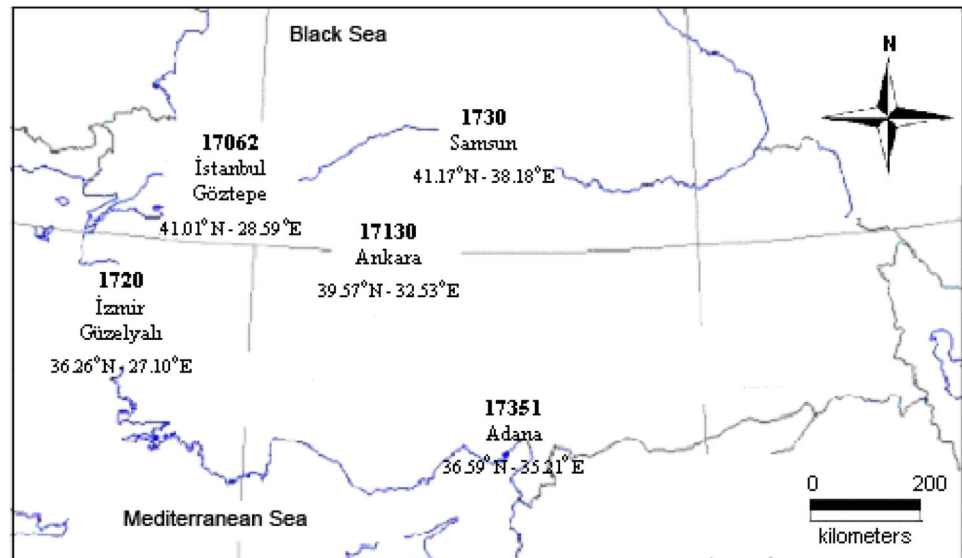 Black Sea
N
17062
İstanbul
Göztepe
41.01°N - 28.59°E
1730
Samsun
41.17°N - 38.18°E
17130
Ankara
39.57°N - 32.53°E
1720
İzmir
Güzelyalı
36.26°N - 27.10°E
17351
Adana
36.59°N - 35.21°E
Mediterranean Sea
0 200
kilometers